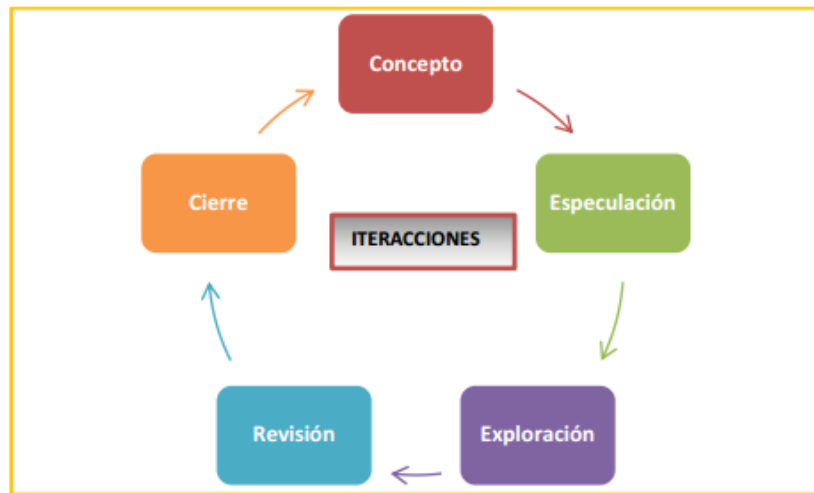 Concepto
Especulación
Exploración
Revisión
Cierre
ITERACCIONES